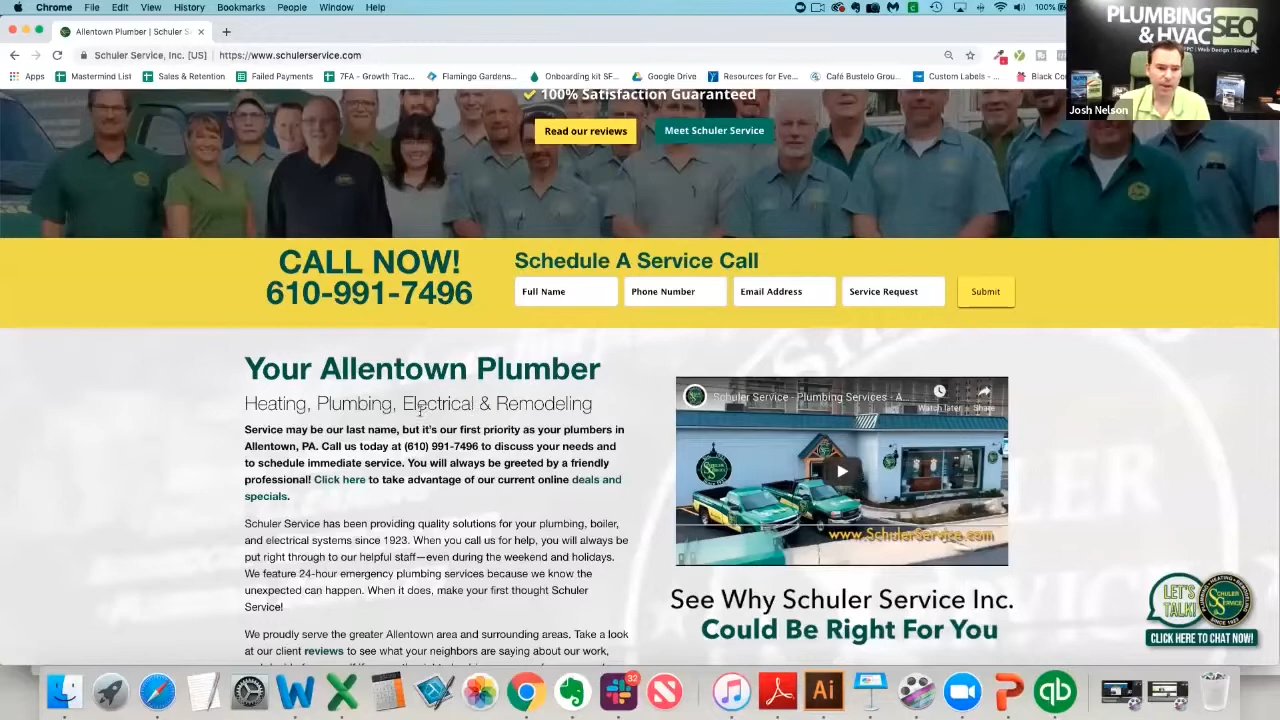 Chrome File Edit View History Bookmarks People Window Help
100%
Allentown Plumber | Schuler S
Schuler Service, Inc. [US] | https://www.schulerservice.com
Apps Mastermind List Sales & Retention Failed Payments 7FA - Growth Trac... Flamingo Gardens... Onboarding kit SF... Google Drive Resources for Eve... Café Bustelo Grou... Custom Labels - ... Black Co
PLUMBING
& HVAC SEO
PPC | Web Design | Social
Josh Nelson
100% Satisfaction Guaranteed
Read our reviews Meet Schuler Service
CALL NOW!
610-991-7496
Schedule A Service Call
Full Name Phone Number Email Address Service Request Submit
Your Allentown Plumber
Heating, Plumbing, Electrical & Remodeling
Service may be our last name, but it's our first priority as your plumbers in
Allentown, PA. Call us today at (610) 991-7496 to discuss your needs and
to schedule immediate service. You will always be greeted by a friendly
professional! Click here to take advantage of our current online deals and
specials.
Schuler Service has been providing quality solutions for your plumbing, boiler,
and electrical systems since 1923. When you call us for help, you will always be
put right through to our helpful staff—even during the weekend and holidays.
We feature 24-hour emergency plumbing services because we know the
unexpected can happen. When it does, make your first thought Schuler
Service!
We proudly serve the greater Allentown area and surrounding areas. Take a look
at our client reviews to see what your neighbors are saying about our work,
Schuler Service - Plumbing Services - A...
Watch later Share
www.SchulerService.com
See Why Schuler Service Inc.
Could Be Right For You
LET'S
TALK!
SCHULER
SERVICE
CLICK HERE TO CHAT NOW!
32